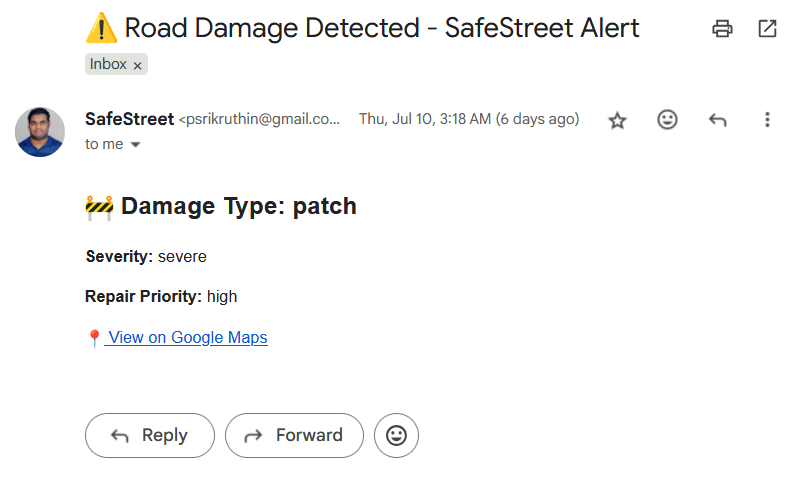 ⚠️ Road Damage Detected - SafeStreet Alert
Inbox ×
SafeStreet <psrikruthin@gmail.co... Thu, Jul 10, 3:18 AM (6 days ago)
to me
🚧 Damage Type: patch
Severity: severe
Repair Priority: high
📍 View on Google Maps
Reply Forward